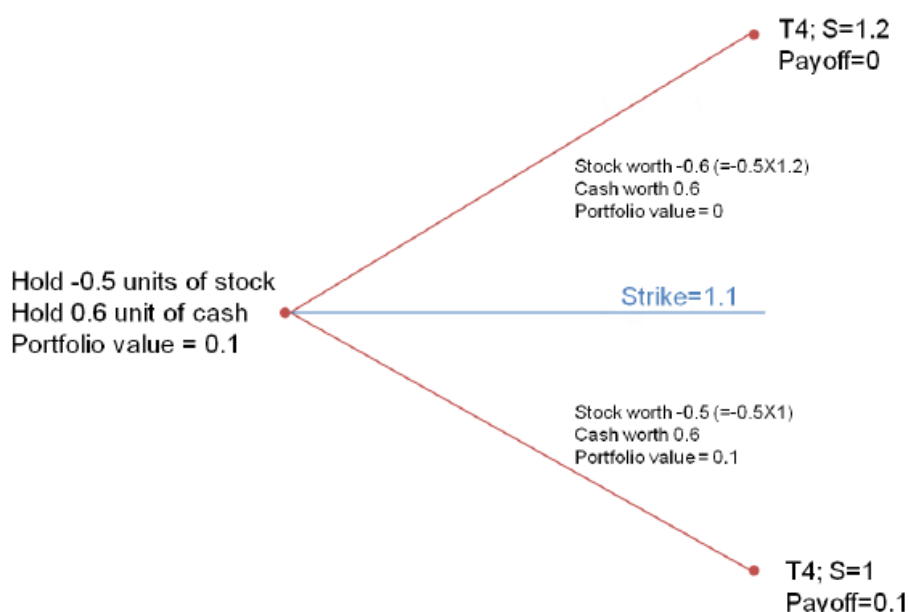 T4; S=1.2
Payoff=0
Stock worth -0.6 (=-0.5X1.2)
Cash worth 0.6
Portfolio value = 0
Hold -0.5 units of stock
Hold 0.6 unit of cash
Portfolio value = 0.1
Strike=1.1
Stock worth -0.5 (=-0.5X1)
Cash worth 0.6
Portfolio value = 0.1
T4; S=1
Payoff=0.1